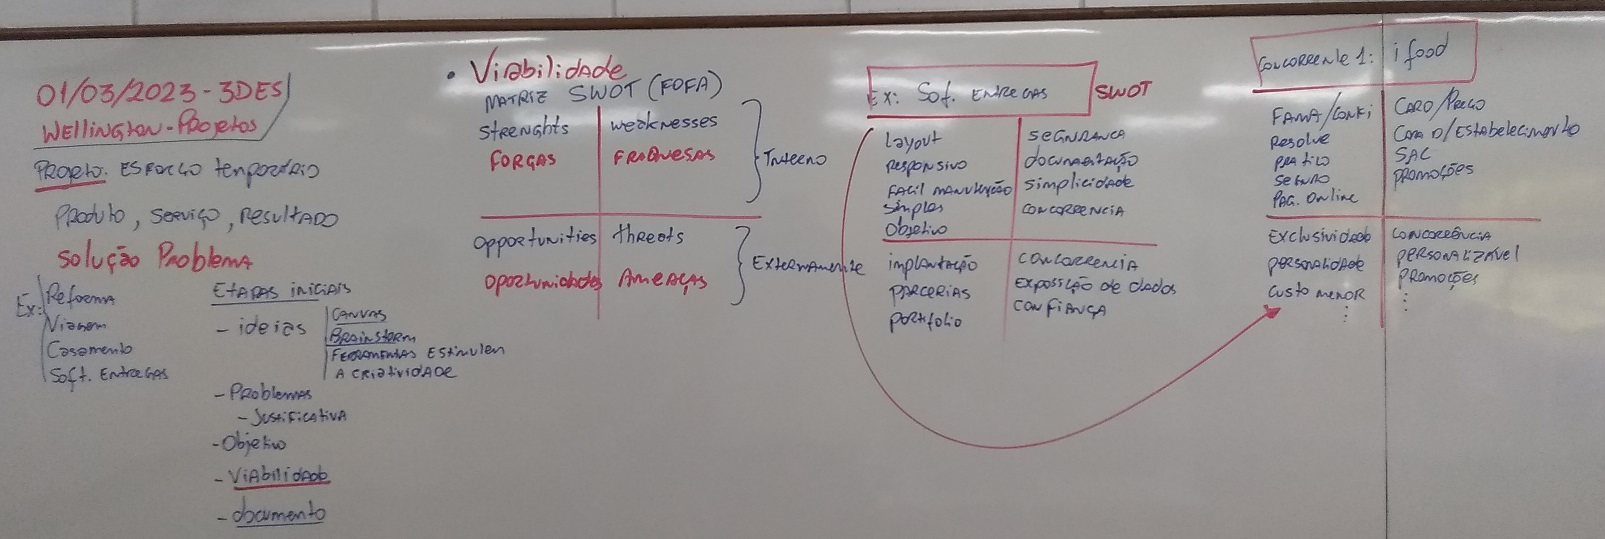 01/03/2023 - 3DES
Wellington - Projetos
Projeto. Esforço temporário
Produto, Serviço, Resultado
Solução Problema
Ex: Reforma
Viagem
Casamento
Soft. Entregas
Etapas iniciais
- ideias
Canvas
Brainstorm
Ferramentas Estimulem
a criatividade
- Problemas
- Justificativa
- Objetivo
- Viabilidade
- documento
• Viabilidade
Matriz SWOT (FOFA)
Strenghts
Forças
weaknesses
Fraquesas
Interno
Opportunities
Oportunidades
threats
Ameaças
Externamente
Ex: Sof. Entregas
SWOT
Layout
Responsivo
Facil manutenção
Simples
Objetivo
Segurança
documentação
Simplicidade
Concorrencia
implantação
Parcerias
Portifolio
Concorrencia
Exposição de dados
Confiança
Concorrente 1: ifood
Fama/Confi
Resolve
Pratico
Seguro
Pag. Online
Caro/Preço
Caro/Estabelecimento
SAC
Promoções
Exclusividade
Personalidade
Custo menor
Concorrência
Personalizável
Promoções